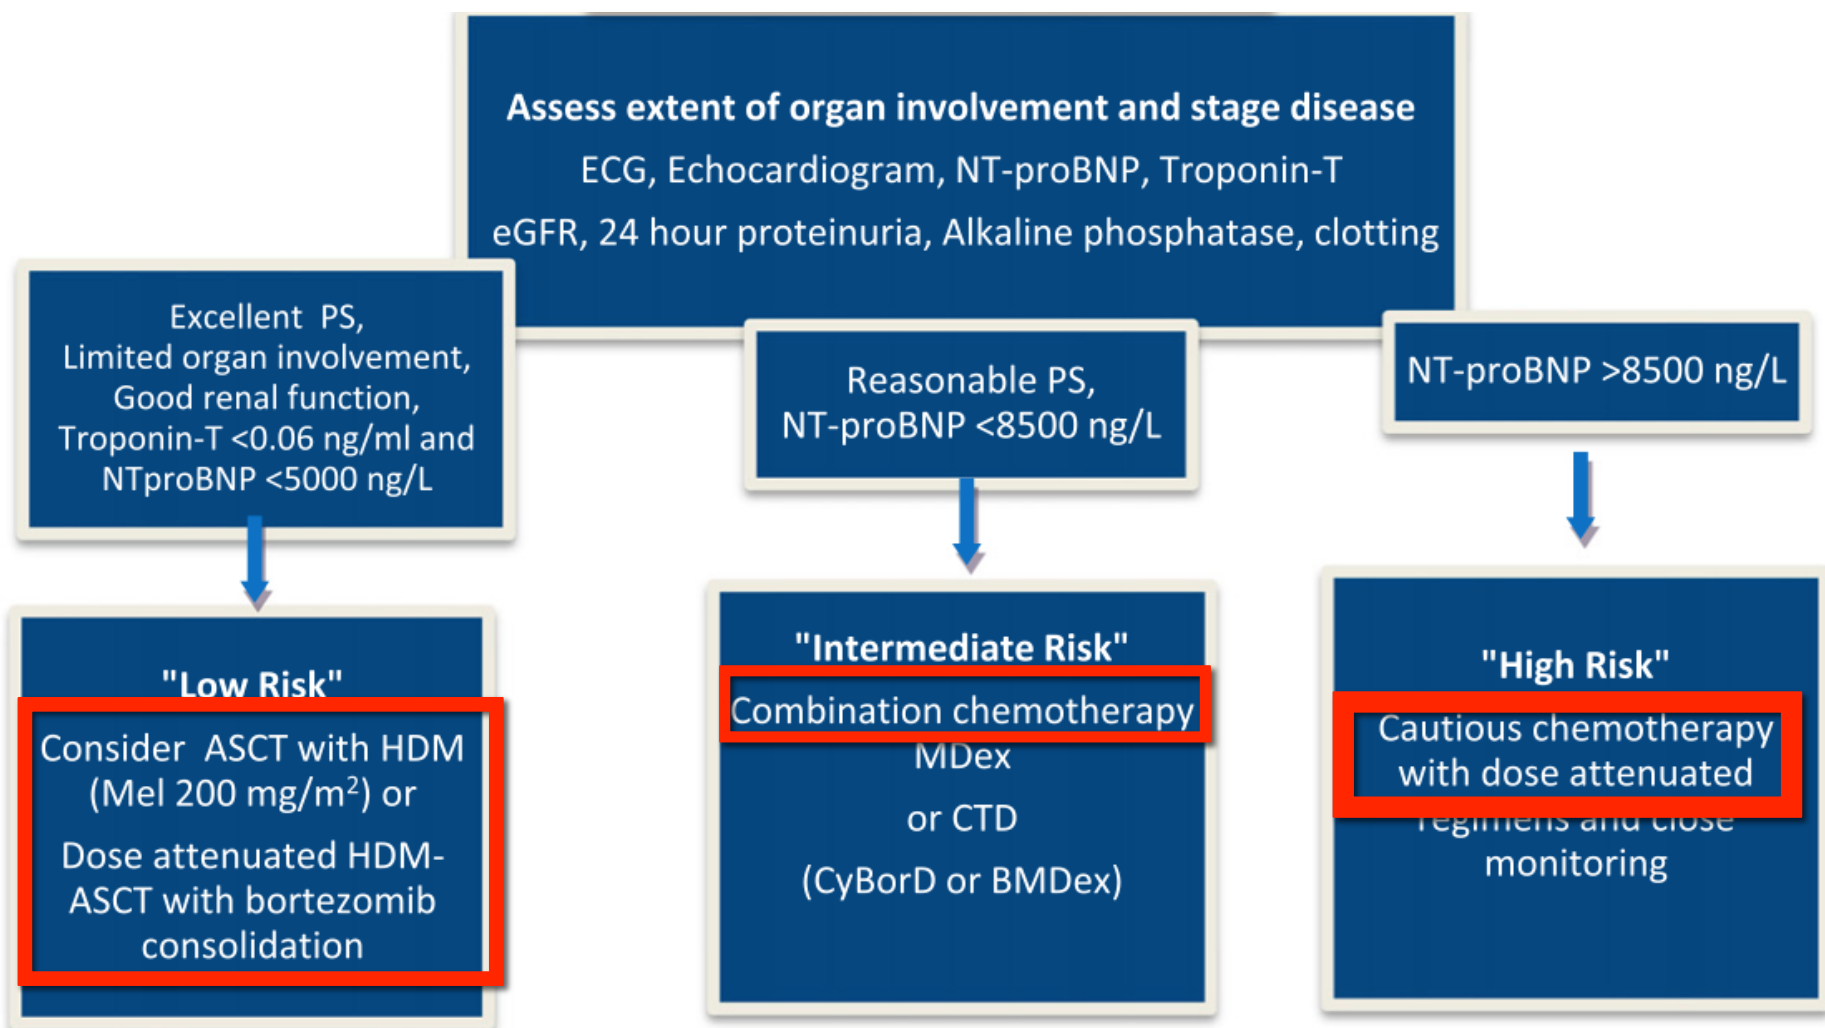 Assess extent of organ involvement and stage disease
ECG, Echocardiogram, NT-proBNP, Troponin-T
eGFR, 24 hour proteinuria, Alkaline phosphatase, clotting
Excellent PS,
Limited organ involvement,
Good renal function,
Troponin-T <0.06 ng/ml and
NTproBNP <5000 ng/L
Reasonable PS,
NT-proBNP <8500 ng/L
NT-proBNP >8500 ng/L
"Low Risk"
Consider ASCT with HDM
(Mel 200 mg/m²) or
Dose attenuated HDM-
ASCT with bortezomib
consolidation
"Intermediate Risk"
Combination chemotherapy
MDex
or CTD
(CyBorD or BMDex)
"High Risk"
Cautious chemotherapy
with dose attenuated
regimens and close
monitoring